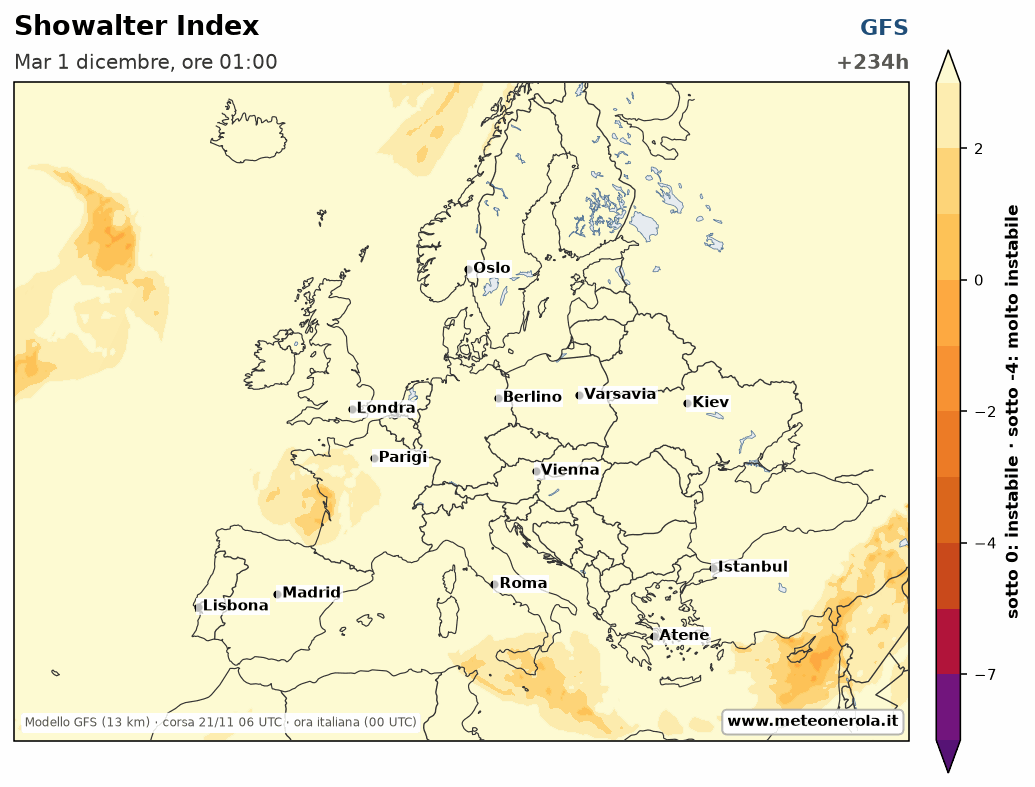 Showalter Index
GFS
Mar 1 dicembre, ore 01:00
+234h
Oslo
Berlino
Varsavia
Kiev
Londra
Parigi
Vienna
Istanbul
Roma
Madrid
Lisbona
Atene
Modello GFS (13 km) · corsa 21/11 06 UTC · ora italiana (00 UTC)
www.meteonerola.it
2
0
−2
−4
−7
sotto 0: instabile · sotto -4: molto instabile